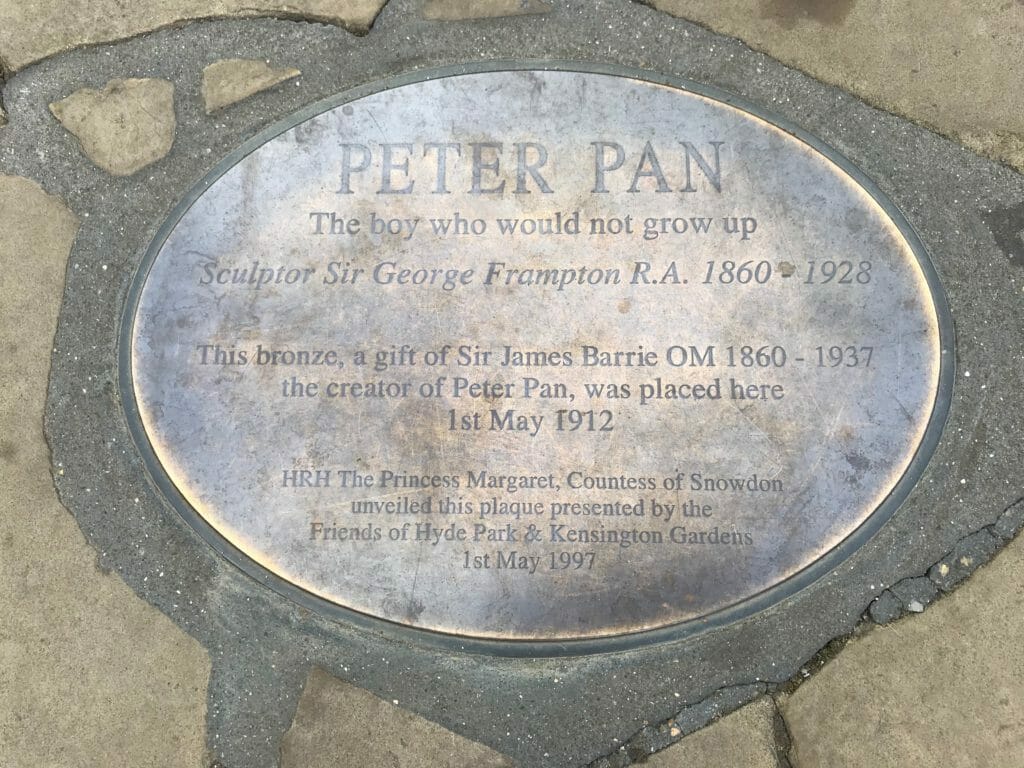 PETER PAN
The boy who would not grow up
Sculptor Sir George Frampton R.A. 1860 - 1928
This bronze, a gift of Sir James Barrie OM 1860 - 1937
the creator of Peter Pan, was placed here
1st May 1912
HRH The Princess Margaret, Countess of Snowdon
unveiled this plaque presented by the
Friends of Hyde Park & Kensington Gardens
1st May 1997